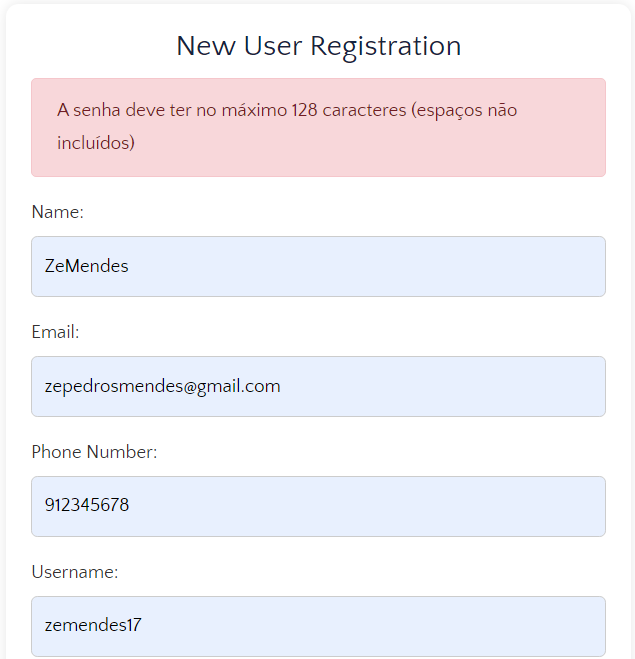 New User Registration
A senha deve ter no máximo 128 caracteres (espaços não
incluídos)
Name:
ZeMendes
Email:
zepedrosmendes@gmail.com
Phone Number:
912345678
Username:
zemendes17